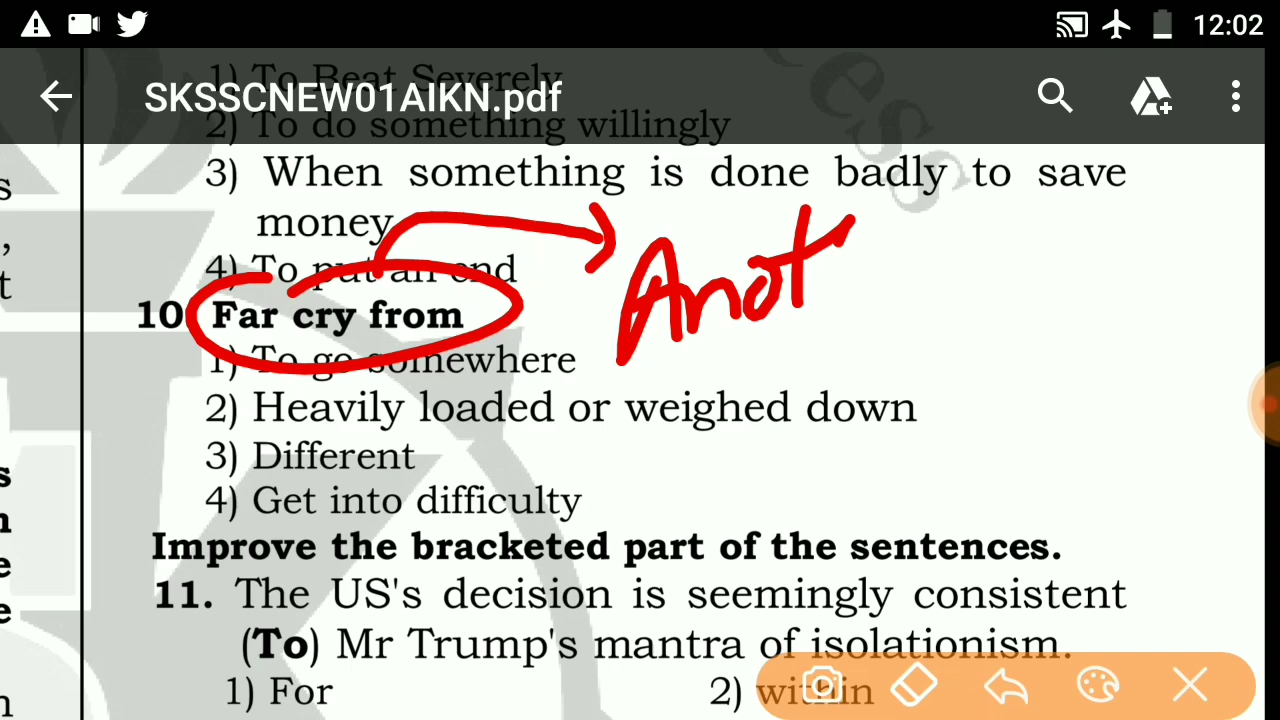 12:02
SKSSCNEW01AIKN.pdf
1) To Beat Severely
2) To do something willingly
3) When something is done badly to save
money
4) To put an end
10. Far cry from
Anot
1) To go somewhere
2) Heavily loaded or weighed down
3) Different
4) Get into difficulty
Improve the bracketed part of the sentences.
11. The US's decision is seemingly consistent
(To) Mr Trump's mantra of isolationism.
1) For 2) within